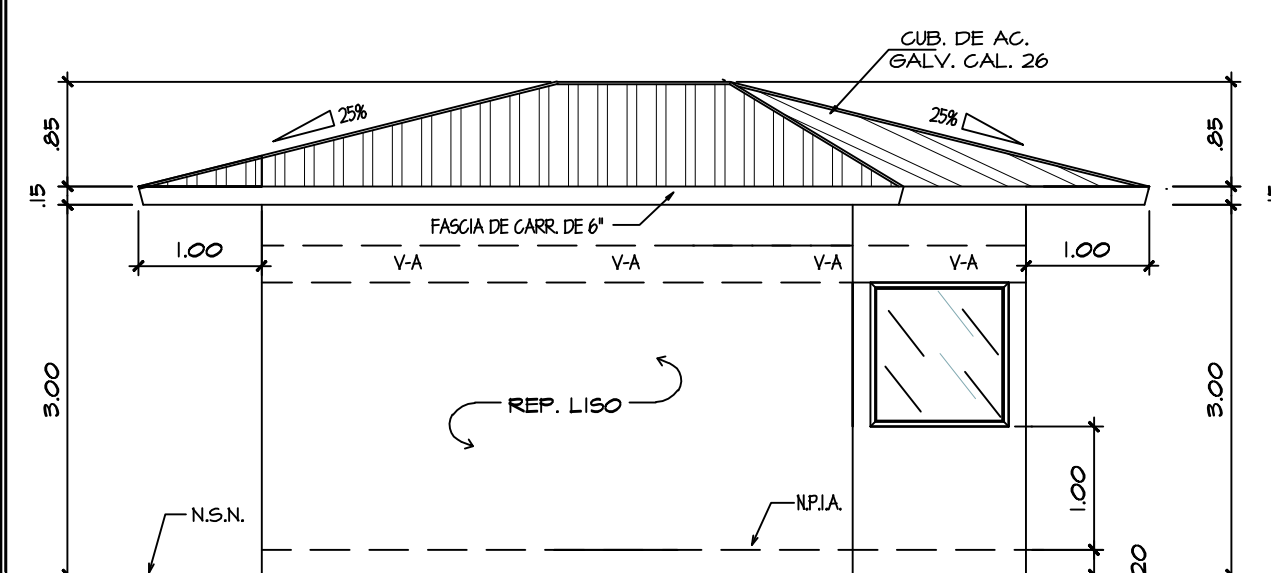 CUB. DE AC.
GALV. CAL. 26
25%
25%
.85
.85
.15
FASCIA DE CARR. DE 6"
1.00
1.00
V-A
V-A
V-A
V-A
3.00
REP. LISO
3.00
1.00
N.S.N.
N.P.I.A.
20